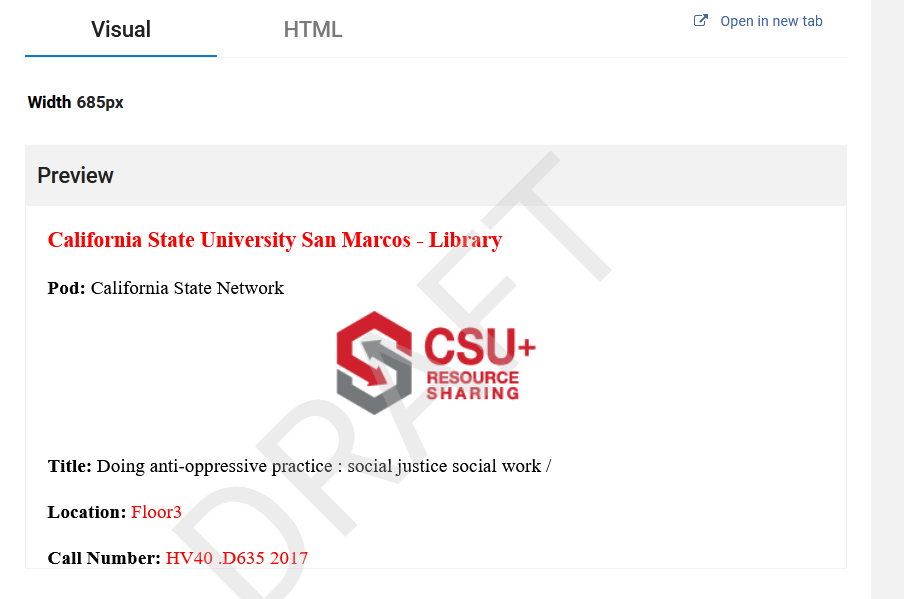 Visual
HTML
Open in new tab
Width 685px
Preview
California State University San Marcos - Library
Pod: California State Network
CSU+
RESOURCE
SHARING
Title: Doing anti-oppressive practice : social justice social work /
Location: Floor3
Call Number: HV40 .D635 2017
DRAFT